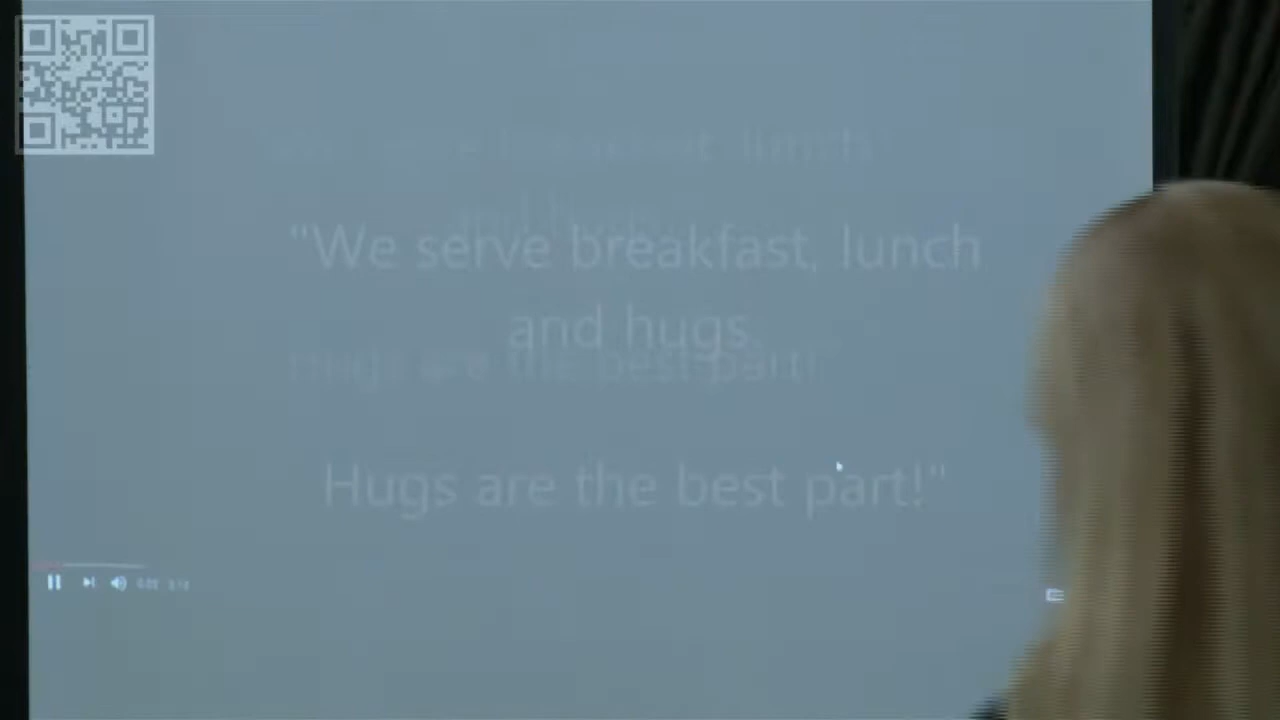 "We serve breakfast, lunch
and hugs
Hugs are the best part!"